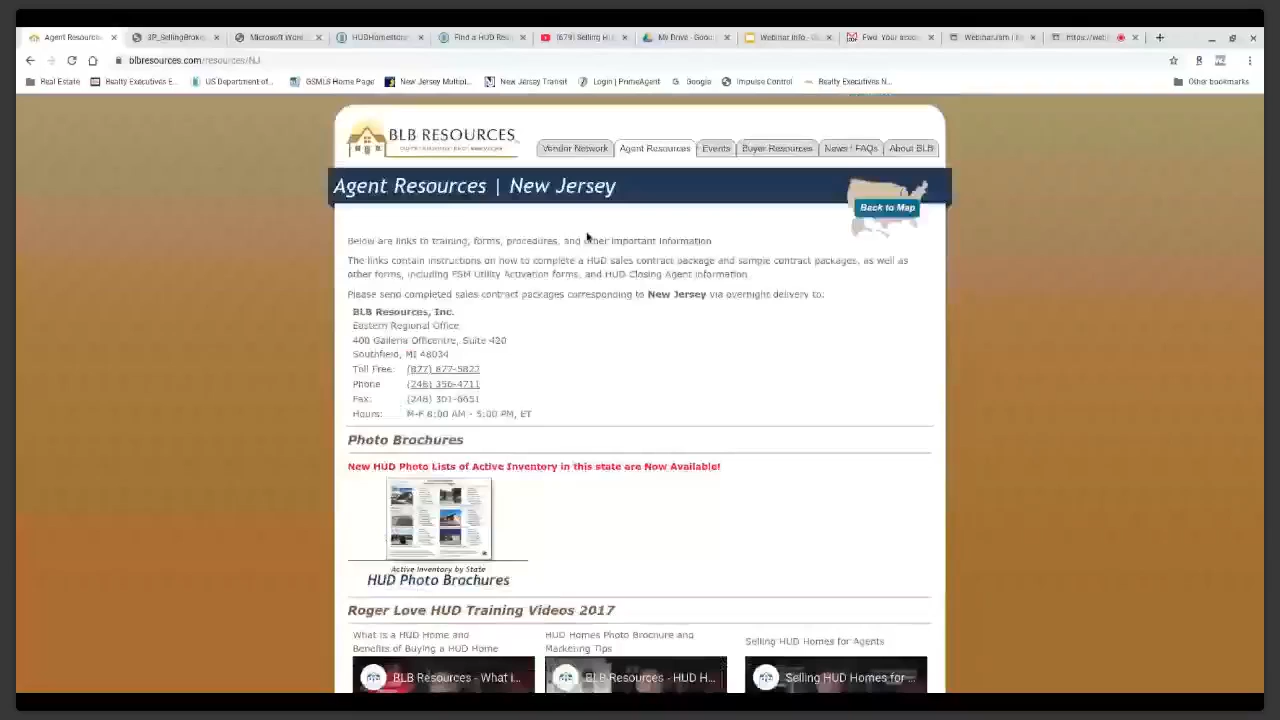 Agent Resourc
3P_SellingBroke
Microsoft Wor
HUDHomestore
Find a HUD Res
(679) Selling HU
My Drive - Goo
Webinar Info. - G
Fwd: Your assoc
WebinarJam | 
https://web
blbresources.com/resources/NJ
Real Estate
Realty Executives E...
US Department of...
GSMLS Home Page
New Jersey Multipl...
New Jersey Transit
Login | PrimeAgent
Google
Impulse Control
Realty Executives N...
Other bookmarks
BLB RESOURCES
Vendor Network
Agent Resources
Events
Buyer Resources
News / FAQs
About BLB
Agent Resources | New Jersey
Back to Map
Below are links to training, forms, procedures, and other important information
The links contain instructions on how to complete a HUD sales contract package and sample contract packages, as well as
other forms, including FSM Utility Activation forms, and HUD Closing Agent information.
Please send completed sales contract packages corresponding to New Jersey via overnight delivery to:
BLB Resources, Inc.
Eastern Regional Office
400 Galleria Officentre, Suite 420
Southfield, MI 48034
Toll Free: (877) 877-5827
Phone (248) 356-4711
Fax: (248) 301-6651
Hours: M-F 8:00 AM - 5:00 PM, ET
Photo Brochures
New HUD Photo Lists of Active Inventory in this state are Now Available!
Active Inventory by State
HUD Photo Brochures
Roger Love HUD Training Videos 2017
What is a HUD Home and
Benefits of Buying a HUD Home
HUD Homes Photo Brochure and
Marketing Tips
Selling HUD Homes for Agents
BLB Resources - What i...
BLB Resources - HUD H...
Selling HUD Homes for ...